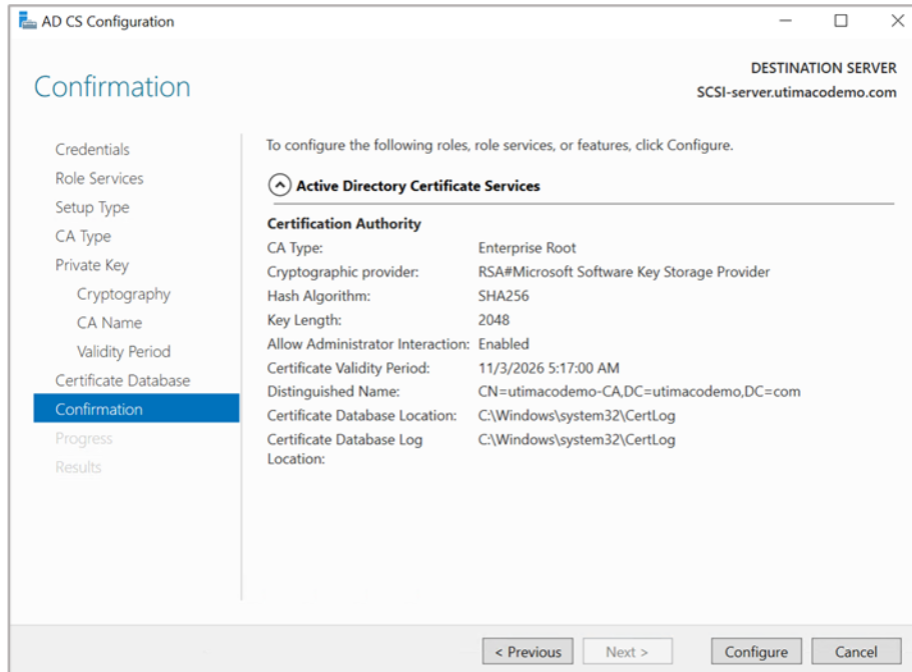 AD CS Configuration
DESTINATION SERVER
SCSI-server.utimacodemo.com
Confirmation
Credentials
Role Services
Setup Type
CA Type
Private Key
Cryptography
CA Name
Validity Period
Certificate Database
Confirmation
Progress
Results
To configure the following roles, role services, or features, click Configure.
Active Directory Certificate Services
Certification Authority
CA Type: Enterprise Root
Cryptographic provider: RSA#Microsoft Software Key Storage Provider
Hash Algorithm: SHA256
Key Length: 2048
Allow Administrator Interaction: Enabled
Certificate Validity Period: 11/3/2026 5:17:00 AM
Distinguished Name: CN=utimacodemo-CA,DC=utimacodemo,DC=com
Certificate Database Location: C:\Windows\system32\CertLog
Certificate Database Log C:\Windows\system32\CertLog
Location:
< Previous Next > Configure Cancel